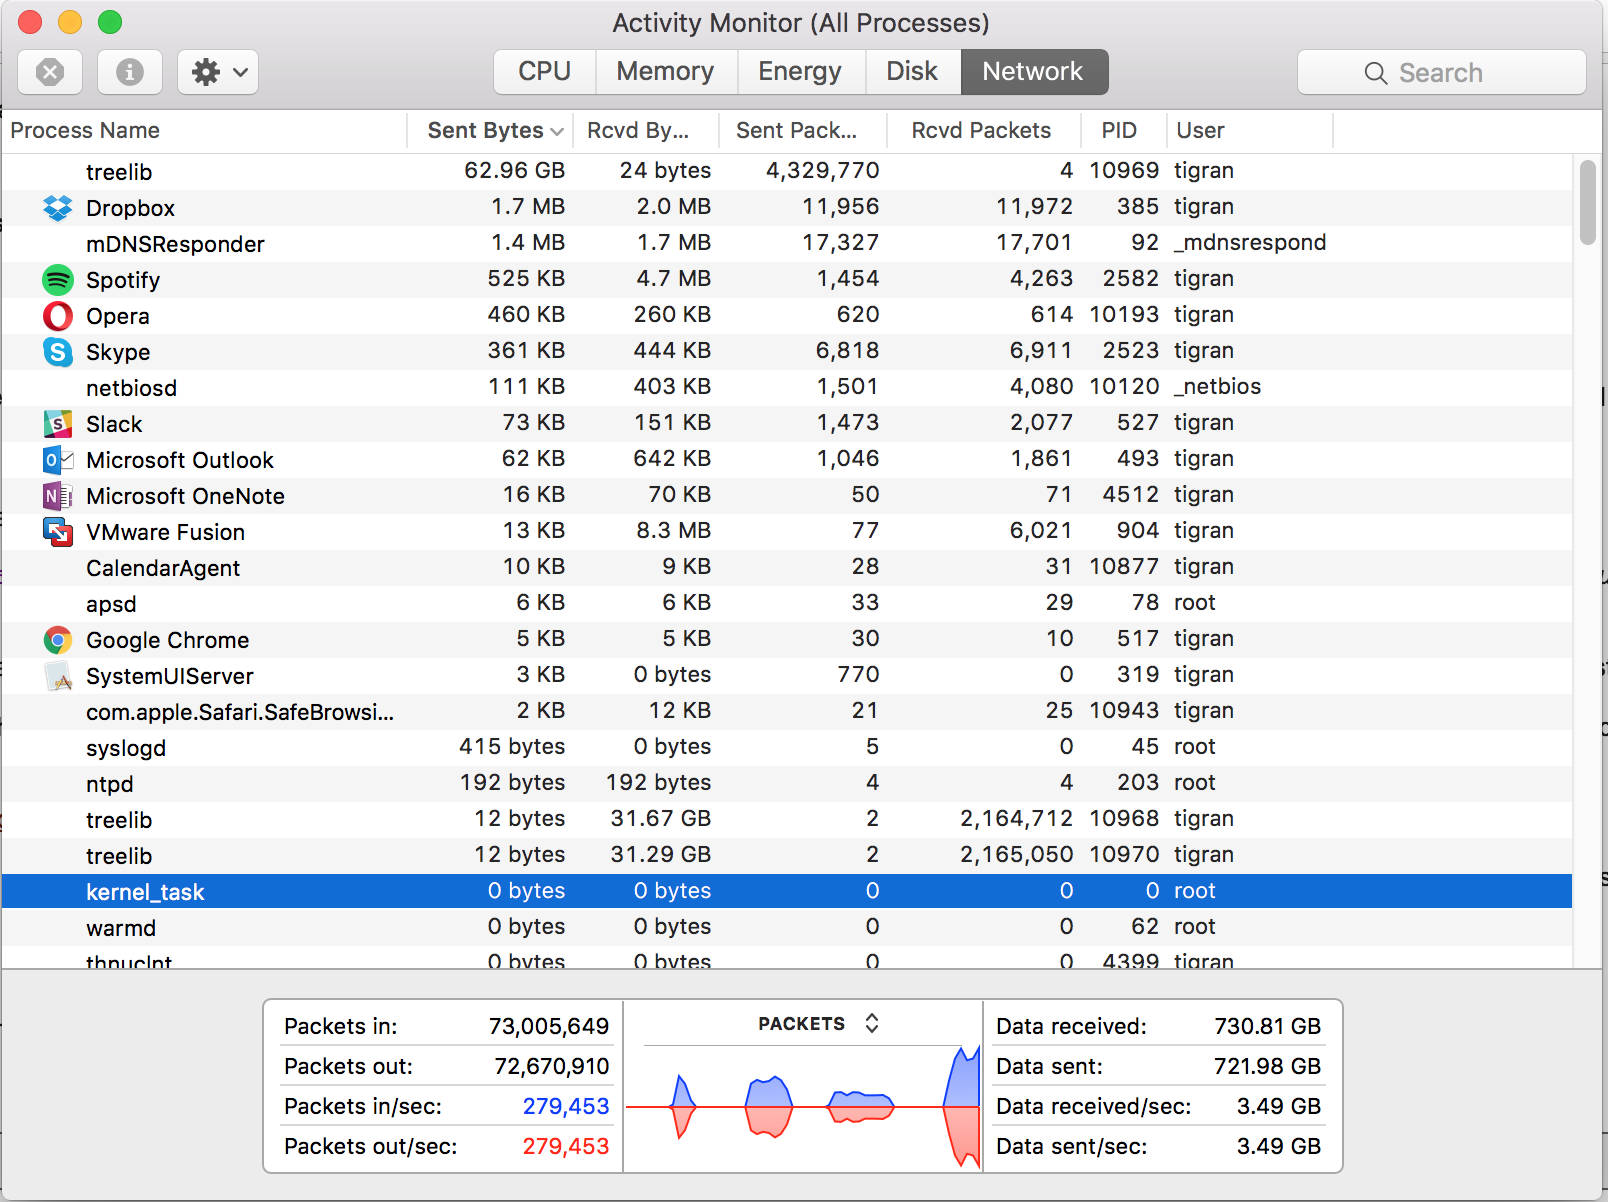 Activity Monitor (All Processes)
CPU Memory Energy Disk Network Search
Process Name Sent Bytes Rcvd By... Sent Pack... Rcvd Packets PID User
treelib 62.96 GB 24 bytes 4,329,770 4 10969 tigran
Dropbox 1.7 MB 2.0 MB 11,956 11,972 385 tigran
mDNSResponder 1.4 MB 1.7 MB 17,327 17,701 92 _mdnsrespond
Spotify 525 KB 4.7 MB 1,454 4,263 2582 tigran
Opera 460 KB 260 KB 620 614 10193 tigran
Skype 361 KB 444 KB 6,818 6,911 2523 tigran
netbiosd 111 KB 403 KB 1,501 4,080 10120 _netbios
Slack 73 KB 151 KB 1,473 2,077 527 tigran
Microsoft Outlook 62 KB 642 KB 1,046 1,861 493 tigran
Microsoft OneNote 16 KB 70 KB 50 71 4512 tigran
VMware Fusion 13 KB 8.3 MB 77 6,021 904 tigran
CalendarAgent 10 KB 9 KB 28 31 10877 tigran
apsd 6 KB 6 KB 33 29 78 root
Google Chrome 5 KB 5 KB 30 10 517 tigran
SystemUIServer 3 KB 0 bytes 770 0 319 tigran
com.apple.Safari.SafeBrowsi... 2 KB 12 KB 21 25 10943 tigran
syslogd 415 bytes 0 bytes 5 0 45 root
ntpd 192 bytes 192 bytes 4 4 203 root
treelib 12 bytes 31.67 GB 2 2,164,712 10968 tigran
treelib 12 bytes 31.29 GB 2 2,165,050 10970 tigran
kernel_task 0 bytes 0 bytes 0 0 0 root
warmd 0 bytes 0 bytes 0 0 62 root
thnuclnt 0 bytes 0 bytes 0 0 4399 tigran
PACKETS
Packets in: 73,005,649 Data received: 730.81 GB
Packets out: 72,670,910 Data sent: 721.98 GB
Packets in/sec: 279,453 Data received/sec: 3.49 GB
Packets out/sec: 279,453 Data sent/sec: 3.49 GB